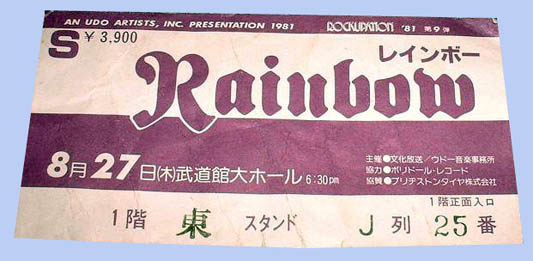 AN UDO ARTISTS, INC. PRESENTATION 1981 ROCKUPATION '81 第9弾
S ¥3,900
レインボー
Rainbow
8月27日(木)武道館大ホール 6:30pm
主催●文化放送/ウドー音楽事務所
協力●ポリドール・レコード
協賛●ブリヂストンタイヤ株式会社
1階正面入口
1階 東 スタンド J 列 25番